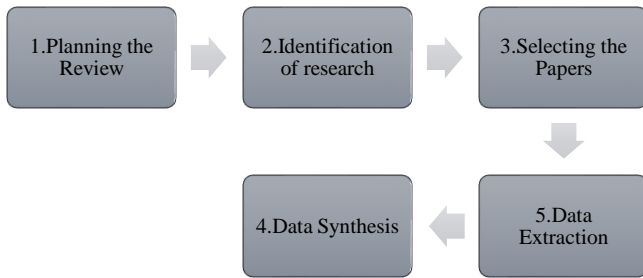 1.Planning the
Review
2.Identification
of research
3.Selecting the
Papers
4.Data Synthesis
5.Data
Extraction